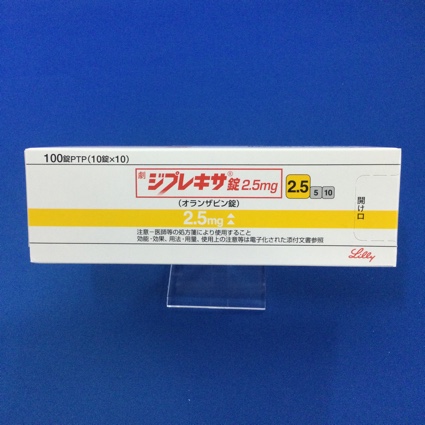 100錠PTP(10錠×10)
劇 ジプレキサ®錠2.5mg 2.5 5 10
(オランザピン錠)
2.5mg
注意-医師等の処方箋により使用すること
効能・効果、用法・用量、使用上の注意等は電子化された添付文書参照
開け口
Lilly